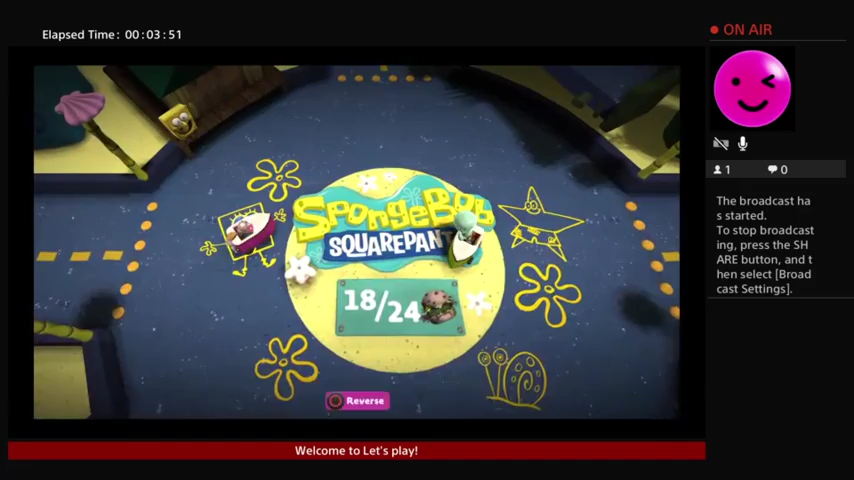 Elapsed Time: 00:03:51
ON AIR
SpongeBob
SQUAREPANT
18/24
Reverse
1
0
The broadcast ha
s started.
To stop broadcast
ing, press the SH
ARE button, and t
hen select [Broad
cast Settings].
Welcome to Let's play!